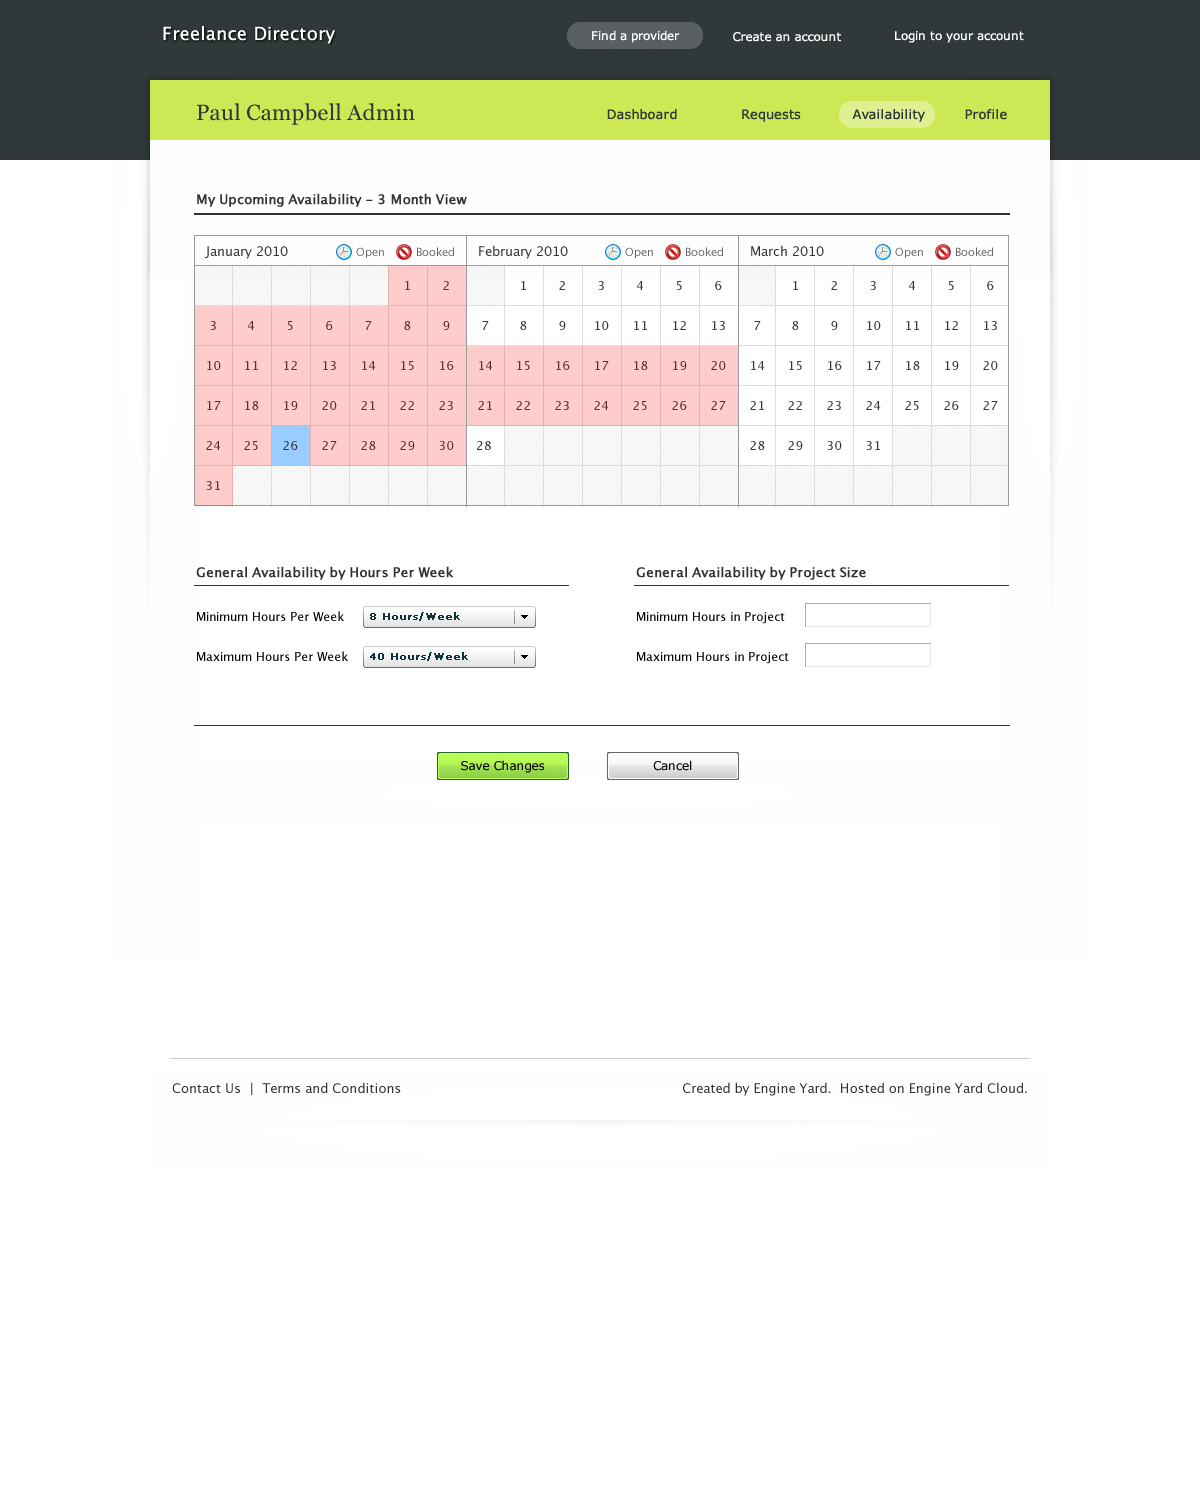 Freelance Directory Find a provider Create an account Login to your account
Paul Campbell Admin Dashboard Requests Availability Profile
My Upcoming Availability – 3 Month View
January 2010 Open Booked February 2010 Open Booked March 2010 Open Booked
1 2 1 2 3 4 5 6 1 2 3 4 5 6
3 4 5 6 7 8 9 7 8 9 10 11 12 13 7 8 9 10 11 12 13
10 11 12 13 14 15 16 14 15 16 17 18 19 20 14 15 16 17 18 19 20
17 18 19 20 21 22 23 21 22 23 24 25 26 27 21 22 23 24 25 26 27
24 25 26 27 28 29 30 28 28 29 30 31
31
General Availability by Hours Per Week General Availability by Project Size
Minimum Hours Per Week 8 Hours/Week Minimum Hours in Project
Maximum Hours Per Week 40 Hours/Week Maximum Hours in Project
Save Changes Cancel
Contact Us | Terms and Conditions Created by Engine Yard. Hosted on Engine Yard Cloud.